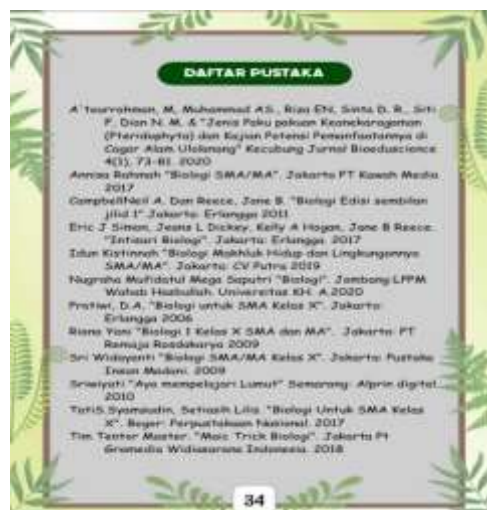 DAFTAR PUSTAKA
A'tourrohman, M, Muhammad AS., Riza EN, Sinta D. R., Siti
F, Dian N. M. & "Jenis Paku pakuan Keanekaragaman
(Pteridophyta) dan Kajian Potensi Pemanfaatannya di
Cagar Alam Ulolanang" Kecubung Jurnal Bioeduscience
4(1), 73-81. 2020
Annisa Rahmah "Biologi SMA/MA". Jakarta PT Kawah Media
2017
CampbellNeil A. Dan Reece, Jane B. "Biologi Edisi sembilan
jilid 1" Jakarta: Erlangga 2011
Eric J Simon, Jeans L Dickey, Kelly A Hogan, Jane B Reece.
"Intisari Biologi". Jakarta: Erlangga. 2017
Idun Kistinnah "Biologi Makhluk Hidup dan Lingkungannya
SMA/MA". Jakarta: CV Putra 2019
Nugraha Mega Saputri "Biologi". Jombang LPPM
Wahab Hasbullah. KH. A 2020
Pratiwi, D.A. "Biologi untuk SMA Kelas X". Jakarta:
Erlangga 2006
Riana Yani "Biologi 1 Kelas X SMA dan MA". Jakarta: PT
Remaja Rosdakarya 2009
Sri Widayanti "Biologi SMA/MA Kelas X". Jakarta: Pustaka
Insan Madani. 2009
Sriwiyati "Ayo mempelajari Lumut" Semarang: Alprin digital
2010
Syamsudin, Setiasih Lilis. "Biologi Untuk SMA Kelas
X". Bogor: Perpustakaan Nasional. 2017
Tim Tentor Master. Trick Biologi". Jakarta Pt
Gramedia Widiasarana Indonesia. 2018
34